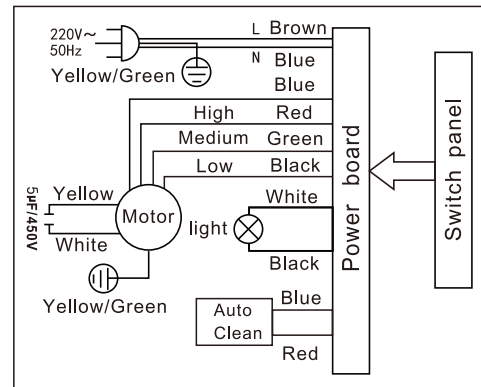 220V～ L Brown
50Hz N Blue
Yellow/Green Blue
High Red
Medium Green
Low Black
5μF/450V
Yellow
White
Motor
White
light
Black
Yellow/Green
Auto Clean
Blue
Red
Power board
Switch panel